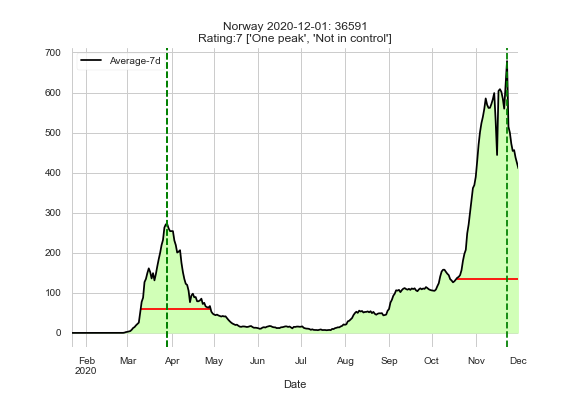 Norway 2020-12-01: 36591
Rating:7 ['One peak', 'Not in control']
Average-7d
700
600
500
400
300
200
100
0
Feb Mar Apr May Jun Jul Aug Sep Oct Nov Dec
2020
Date